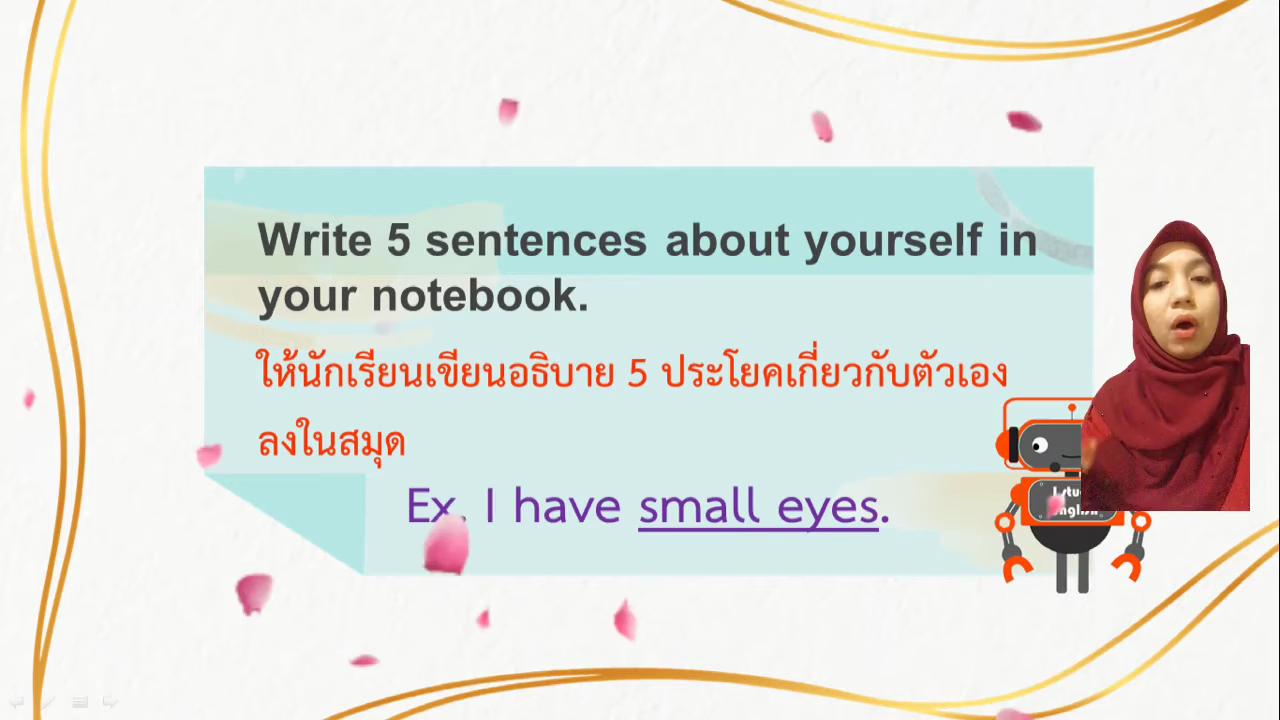 Write 5 sentences about yourself in
your notebook.
ให้นักเรียนเขียนอธิบาย 5 ประโยคเกี่ยวกับตัวเอง
ลงในสมุด
Ex. I have small eyes.
I